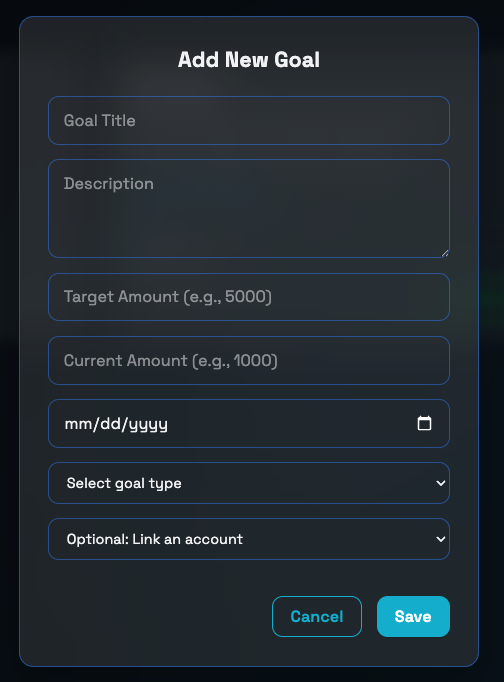 Add New Goal
Goal Title
Description
Target Amount (e.g., 5000)
Current Amount (e.g., 1000)
mm/dd/yyyy
Select goal type
Optional: Link an account
Cancel
Save